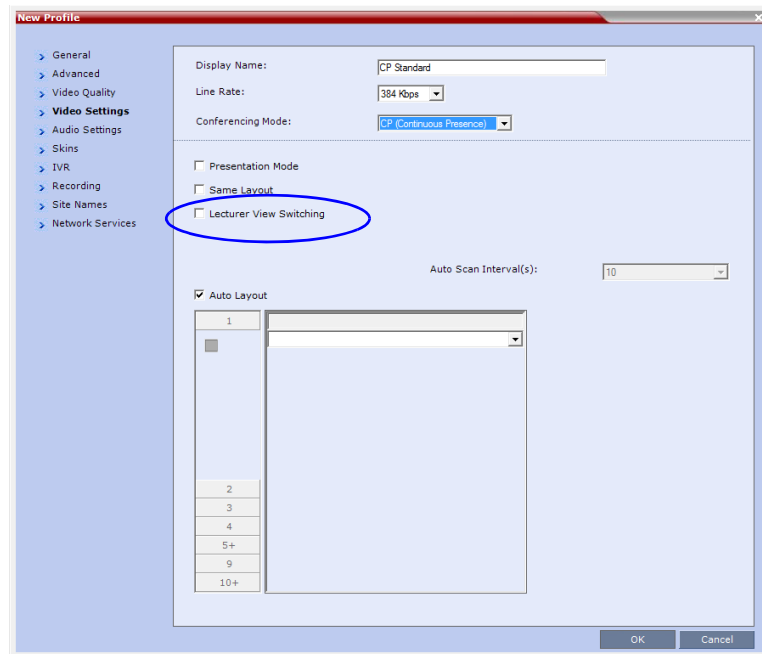 New Profile
General
Advanced
Video Quality
Video Settings
Audio Settings
Skins
IVR
Recording
Site Names
Network Services
Display Name: CP Standard
Line Rate: 384 Kbps
Conferencing Mode: CP (Continuous Presence)
Presentation Mode
Same Layout
Lecturer View Switching
Auto Scan Interval(s): 10
Auto Layout
1
2
3
4
5+
9
10+
OK Cancel